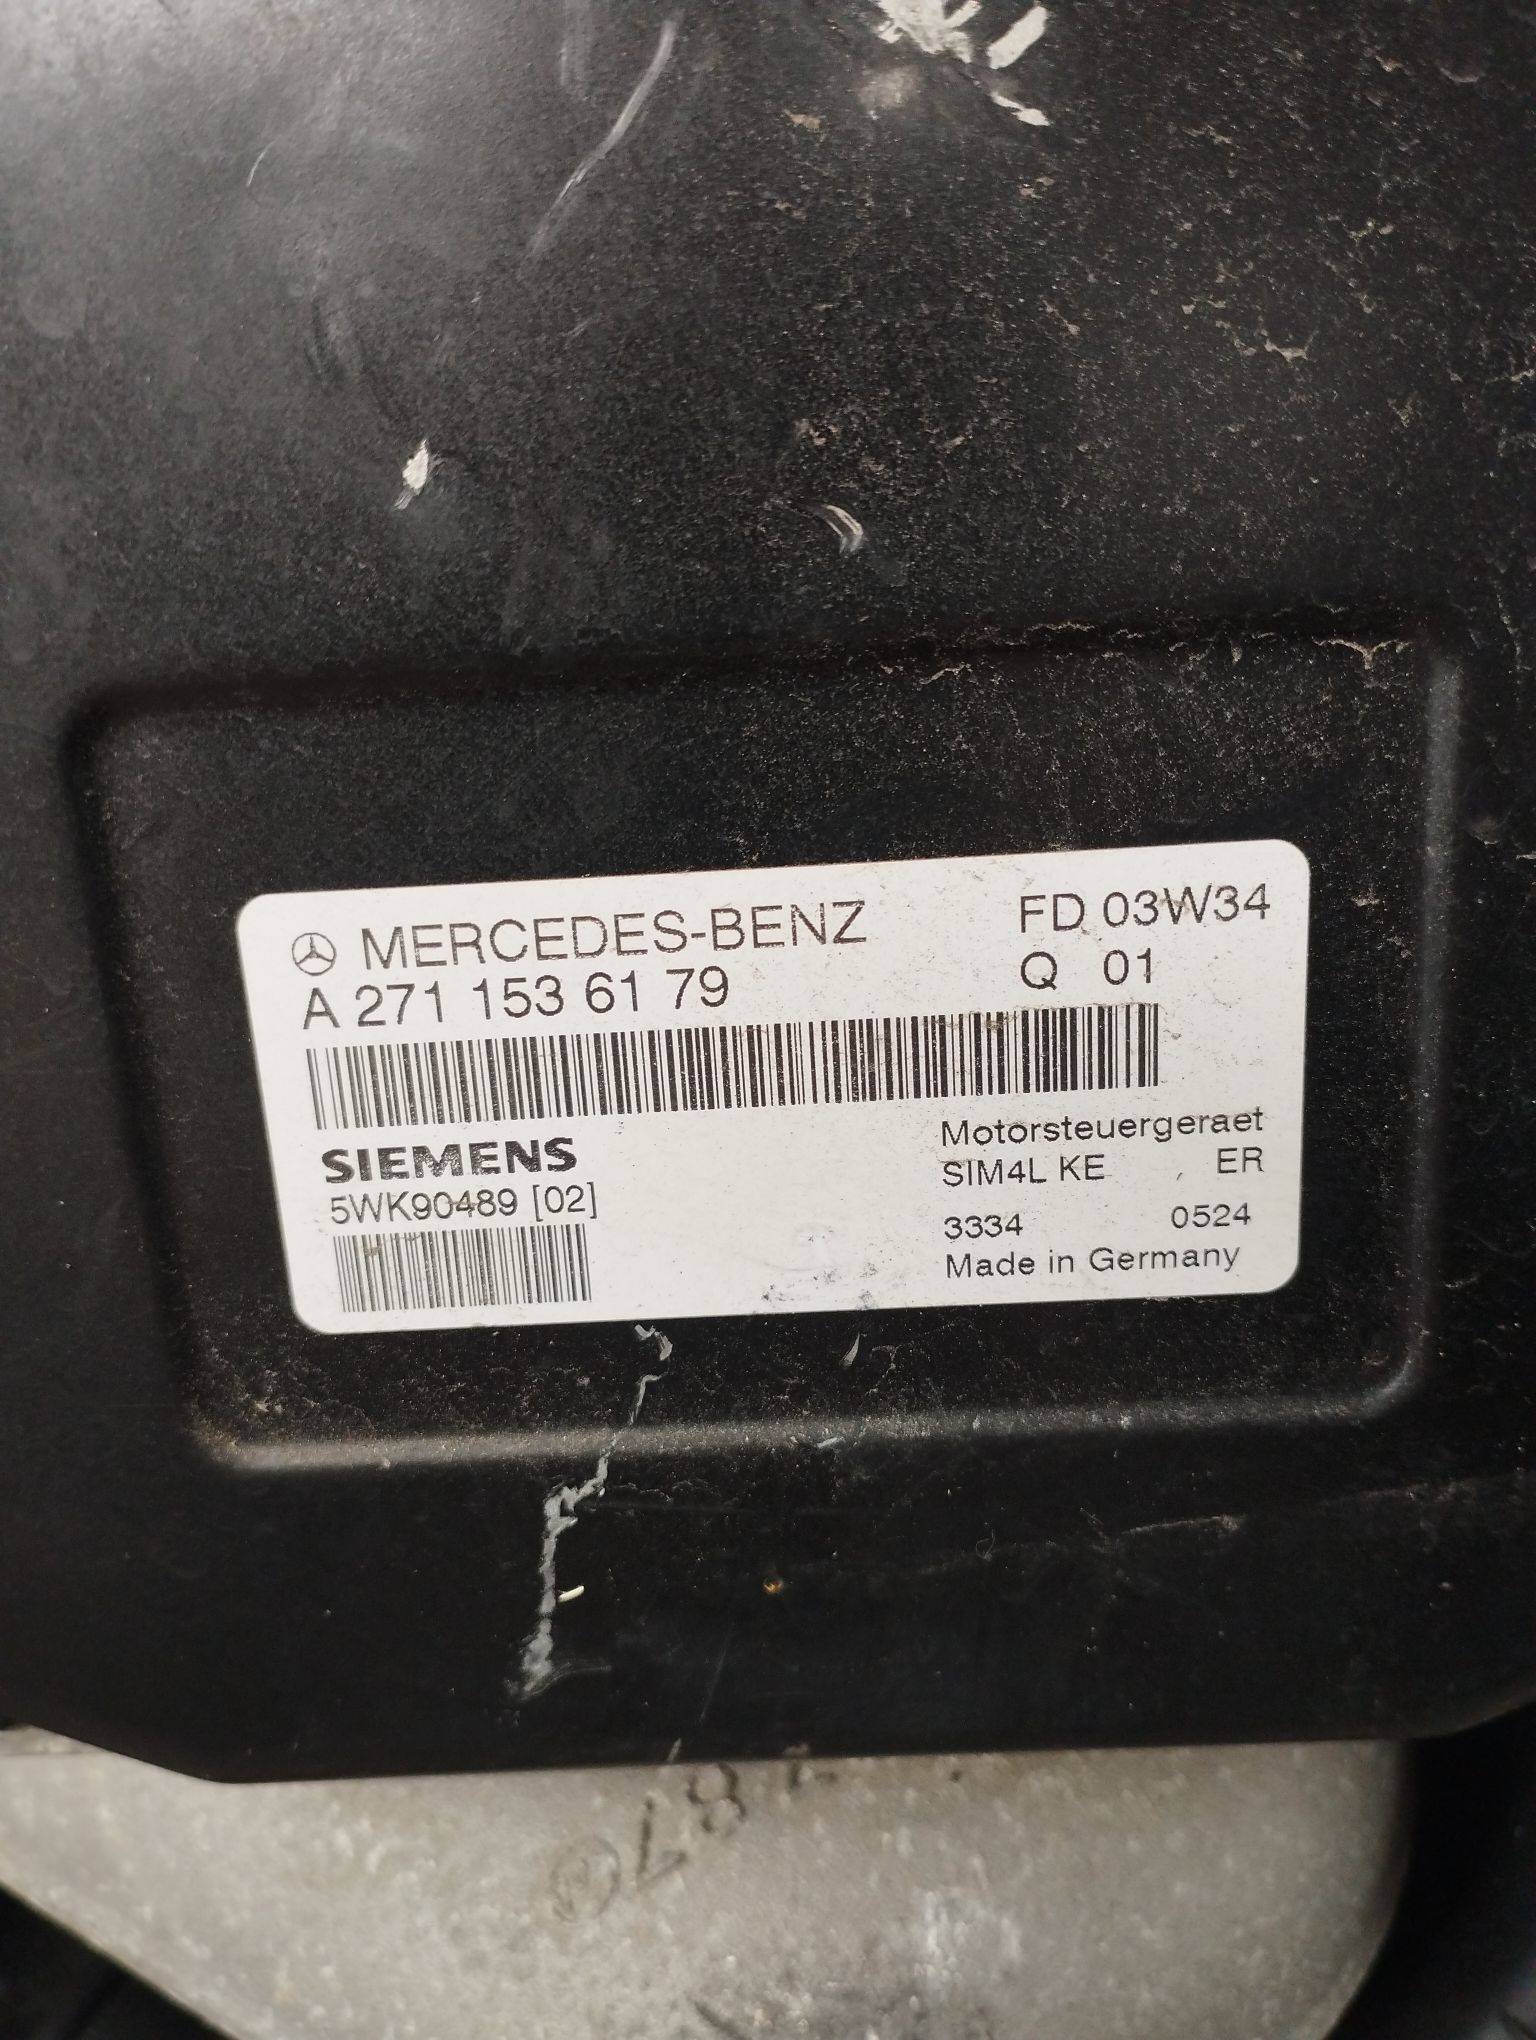 MERCEDES-BENZ FD 03W34
A 271 153 61 79 Q 01
SIEMENS
5WK90489 [02]
Motorsteuergeraet
SIM4L KE ER
3334 0524
Made in Germany